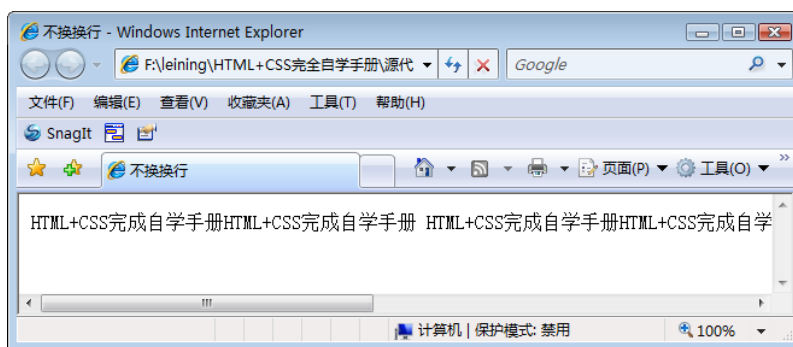 不换换行 - Windows Internet Explorer
F:\leining\HTML+CSS完全自学手册\源代 Google
文件(F) 编辑(E) 查看(V) 收藏夹(A) 工具(T) 帮助(H)
SnagIt
不换换行 页面(P) 工具(O) »
HTML+CSS完成自学手册HTML+CSS完成自学手册 HTML+CSS完成自学手册HTML+CSS完成自学
计算机 | 保护模式: 禁用 100%